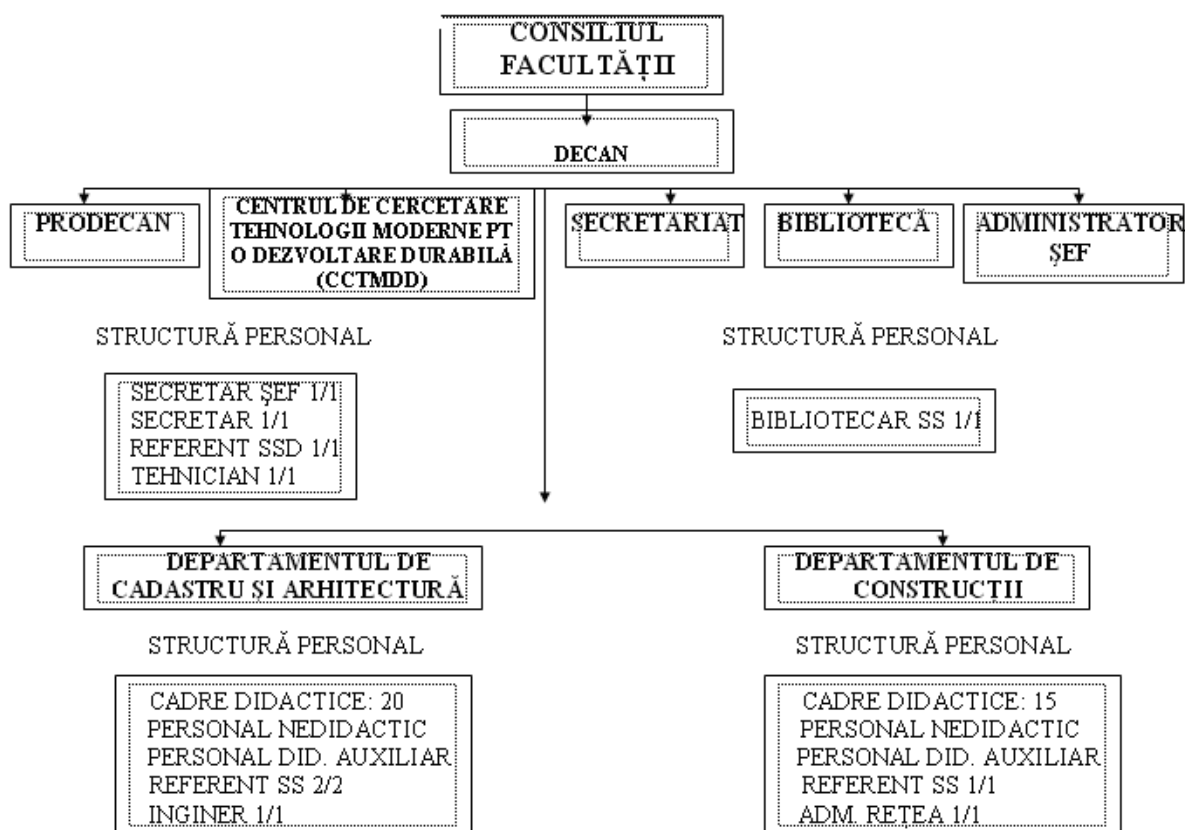 CONSILIUL
FACULTĂȚII
DECAN
PRODECAN
CENTRUL DE CERCETARE
TEHNOLOGII MODERNE PT
O DEZVOLTARE DURABILĂ
(CCTMDD)
SECRETARIAT
BIBLIOTECĂ
ADMINISTRATOR
ŞEF
STRUCTURĂ PERSONAL
SECRETAR ŞEF 1/1
SECRETAR 1/1
REFERENT SSD 1/1
TEHNICIAN 1/1
STRUCTURĂ PERSONAL
BIBLIOTECAR SS 1/1
DEPARTAMENTUL DE
CADASTRU ȘI ARHITECTURĂ
STRUCTURĂ PERSONAL
CADRE DIDACTICE: 20
PERSONAL NEDIDACTIC
PERSONAL DID. AUXILIAR
REFERENT SS 2/2
INGINER 1/1
DEPARTAMENTUL DE
CONSTRUCȚII
STRUCTURĂ PERSONAL
CADRE DIDACTICE: 15
PERSONAL NEDIDACTIC
PERSONAL DID. AUXILIAR
REFERENT SS 1/1
ADM. REȚEA 1/1